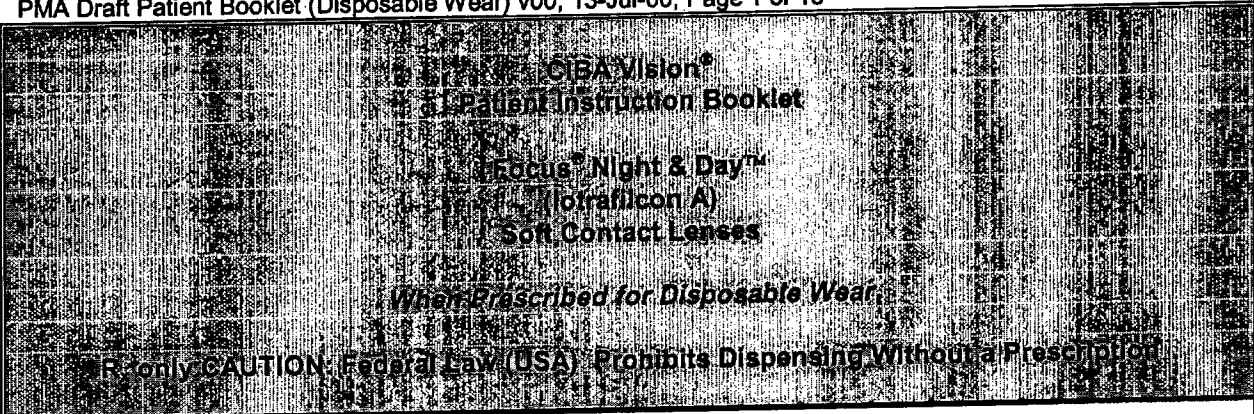 PMA Draft Patient Booklet (Disposable Wear) v00, 13-Jul-00, Page 1 of 16
CIBA Vision®
Patient Instruction Booklet
Focus® Night & Day™
(lotrafilcon A)
Soft Contact Lenses
When Prescribed for Disposable Wear
only CAUTION: Federal Law (USA) Prohibits Dispensing Without a Prescription